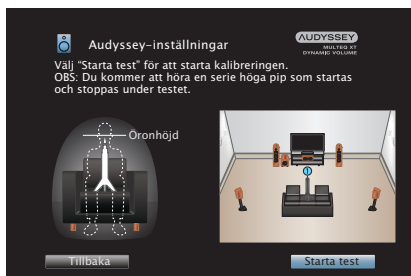 Audyssey-inställningar
AUDYSSEY
MULTEQ XT
DYNAMIC VOLUME
Välj "Starta test" för att starta kalibreringen.
OBS: Du kommer att höra en serie höga pip som startas
och stoppas under testet.
Öronhöjd
1
Tillbaka
Starta test